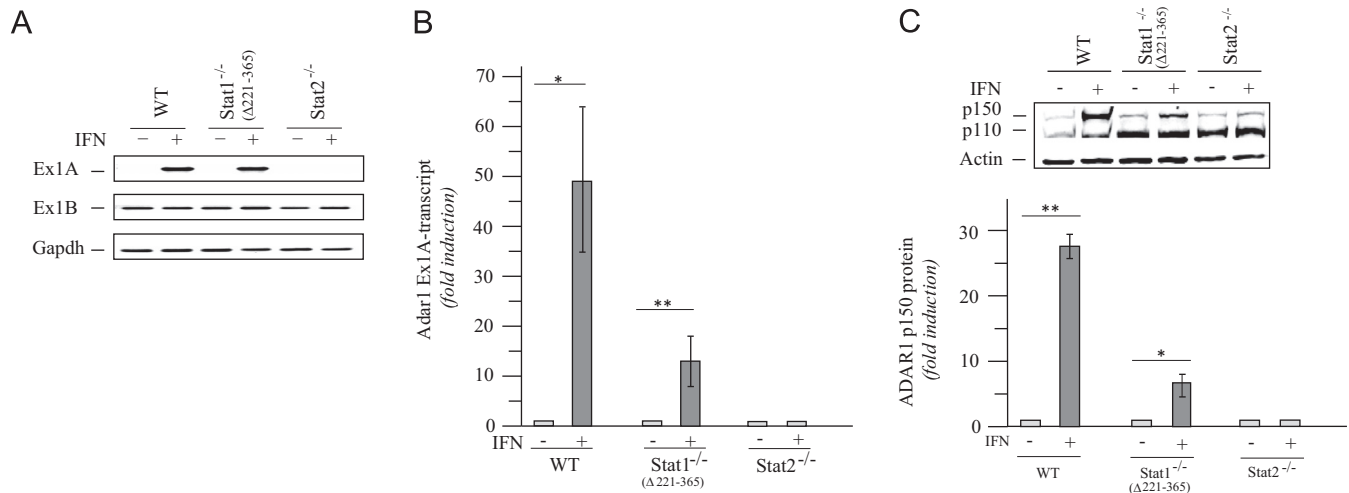 A
WT
Stat1-/-
(Δ221-365)
Stat2-/-
IFN – + – + – +
Ex1A –
Ex1B –
Gapdh –
B
Adar1 Ex1A-transcript
(fold induction)
70
60
50
40
30
20
10
0
*
**
IFN - + - + - +
WT
Stat1-/-
(Δ221-365)
Stat2-/-
C
WT
Stat1-/-
(Δ221-365)
Stat2-/-
IFN - + - + - +
p150 –
p110 –
Actin –
ADAR1 p150 protein
(fold induction)
30
20
10
0
**
*
IFN - + - + - +
WT
Stat1-/-
(Δ221-365)
Stat2-/-